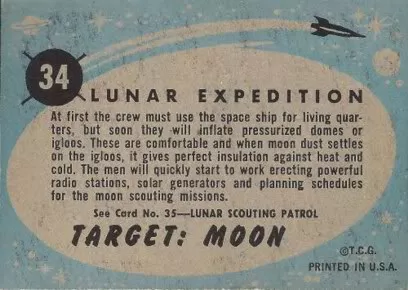 34
LUNAR EXPEDITION
At first the crew must use the space ship for living quar-
ters, but soon they will inflate pressurized domes or
igloos. These are comfortable and when moon dust settles
on the igloos, it gives perfect insulation against heat and
cold. The men will quickly start to work erecting powerful
radio stations, solar generators and planning schedules
for the moon scouting missions.
See Card No. 35—LUNAR SCOUTING PATROL
TARGET: MOON
©T.C.G.
PRINTED IN U.S.A.